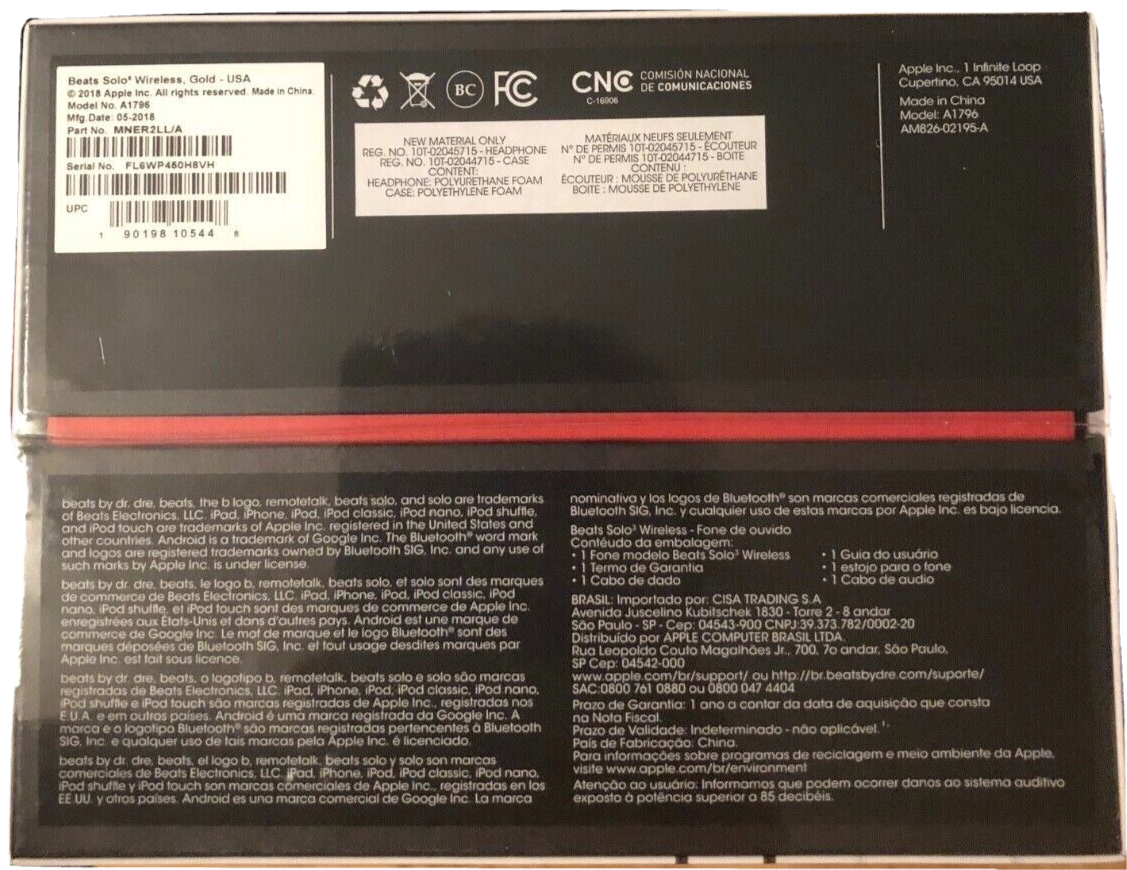 Beats Solo³ Wireless, Gold - USA
© 2018 Apple Inc. All rights reserved. Made in China.
Model No. A1796
Mfg.Date: 05-2018
Part No. MNER2LL/A
Serial No. FL6WP450H8VH
UPC
1 90198 10544 8
BC
FC
CNC COMISIÓN NACIONAL
DE COMUNICACIONES
C-16906
NEW MATERIAL ONLY
REG. NO. 10T-02045715 - HEADPHONE
REG. NO. 10T-02044715 - CASE
CONTENT:
HEADPHONE: POLYURETHANE FOAM
CASE: POLYETHYLENE FOAM
MATÉRIAUX NEUFS SEULEMENT
N° DE PERMIS 10T-02045715 - ÉCOUTEUR
N° DE PERMIS 10T-02044715 - BOITE
CONTENU :
ÉCOUTEUR : MOUSSE DE POLYURÉTHANE
BOITE : MOUSSE DE POLYETHYLENE
Apple Inc., 1 Infinite Loop
Cupertino, CA 95014 USA
Made in China
Model: A1796
AM826-02195-A
beats by dr. dre, beats, the b logo, remotetalk, beats solo, and solo are trademarks
of Beats Electronics, LLC. iPad, iPhone, iPod, iPod classic, iPod nano, iPod shuffle,
and iPod touch are trademarks of Apple Inc. registered in the United States and
other countries. Android is a trademark of Google Inc. The Bluetooth® word mark
and logos are registered trademarks owned by Bluetooth SIG, Inc. and any use of
such marks by Apple Inc. is under license.
beats by dr. dre, beats, le logo b, remotetalk, beats solo, et solo sont des marques
de commerce de Beats Electronics, LLC. iPad, iPhone, iPod, iPod classic, iPod
nano, iPod shuffle, et iPod touch sont des marques de commerce de Apple Inc.
enregistrées aux États-Unis et dans d'autres pays. Android est une marque de
commerce de Google Inc. Le mot de marque et le logo Bluetooth® sont des
marques déposées de Bluetooth SIG, Inc. et tout usage desdites marques par
Apple Inc. est fait sous licence.
beats by dr. dre, beats, o logotipo b, remotetalk, beats solo e solo são marcas
registradas de Beats Electronics, LLC. iPad, iPhone, iPod, iPod classic, iPod nano,
iPod shuffle e iPod touch são marcas registradas de Apple Inc., registradas nos
E.U.A. e em outros países. Android é uma marca registrada da Google Inc. A
marca e o logotipo Bluetooth® são marcas registradas pertencentes à Bluetooth
SIG, Inc. e qualquer uso de tais marcas pela Apple Inc. é licenciado.
beats by dr. dre, beats, el logo b, remotetalk, beats solo y solo son marcas
comerciales de Beats Electronics, LLC. iPad, iPhone, iPod, iPod classic, iPod nano,
iPod shuffle y iPod touch son marcas comerciales de Apple Inc., registradas en los
EE UU. y otros países. Android es una marca comercial de Google Inc. La marca
nominativa y los logos de Bluetooth® son marcas comerciales registradas de
Bluetooth SIG, Inc. y cualquier uso de estas marcas por Apple Inc. es bajo licencia.
Beats Solo³ Wireless - Fone de ouvido
Contéudo da embalagem:
• 1 Fone modelo Beats Solo³ Wireless
• 1 Termo de Garantia
• 1 Cabo de dado
• 1 Guia do usuário
• 1 estojo para o fone
• 1 Cabo de audio
BRASIL: Importado por: CISA TRADING S.A
Avenida Juscelino Kubitschek 1830 - Torre 2 - 8 andar
São Paulo - SP - Cep: 04543-900 CNPJ:39.373.782/0002-20
Distribuído por APPLE COMPUTER BRASIL LTDA.
Rua Leopoldo Couto Magalhães Jr., 700, 7o andar, São Paulo,
SP Cep: 04542-000
www.apple.com/br/support/ ou http://br.beatsbydre.com/suporte/
SAC:0800 761 0880 ou 0800 047 4404
Prazo de Garantia: 1 ano a contar da data de aquisição que consta
na Nota Fiscal.
Prazo de Validade: Indeterminado - não aplicável.
País de Fabricação: China.
Para informações sobre programas de reciclagem e meio ambiente da Apple,
visite www.apple.com/br/environment
Atenção ao usuário: Informamos que podem ocorrer danos ao sistema auditivo
exposto à potência superior a 85 decibéis.